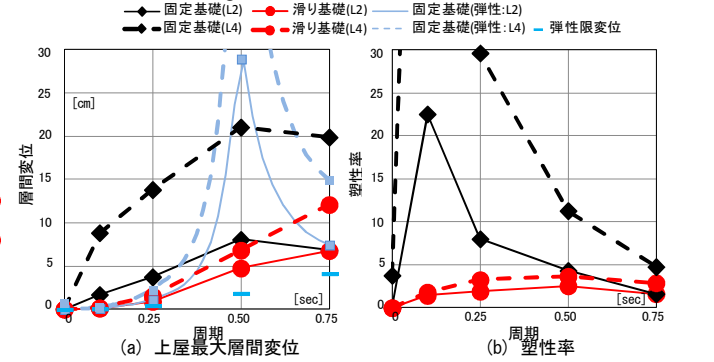 固定基礎(L2) 滑り基礎(L2) 固定基礎(弾性:L2)
固定基礎(L4) 滑り基礎(L4) 固定基礎(弾性:L4) 弾性限変位
30
25
20
15
10
5
0
層間変位
[cm]
[sec]
0 0.25 0.50 0.75
周期
(a) 上屋最大層間変位
30
25
20
15
10
5
0
塑性率
[sec]
0 0.25 0.50 0.75
周期
(b) 塑性率